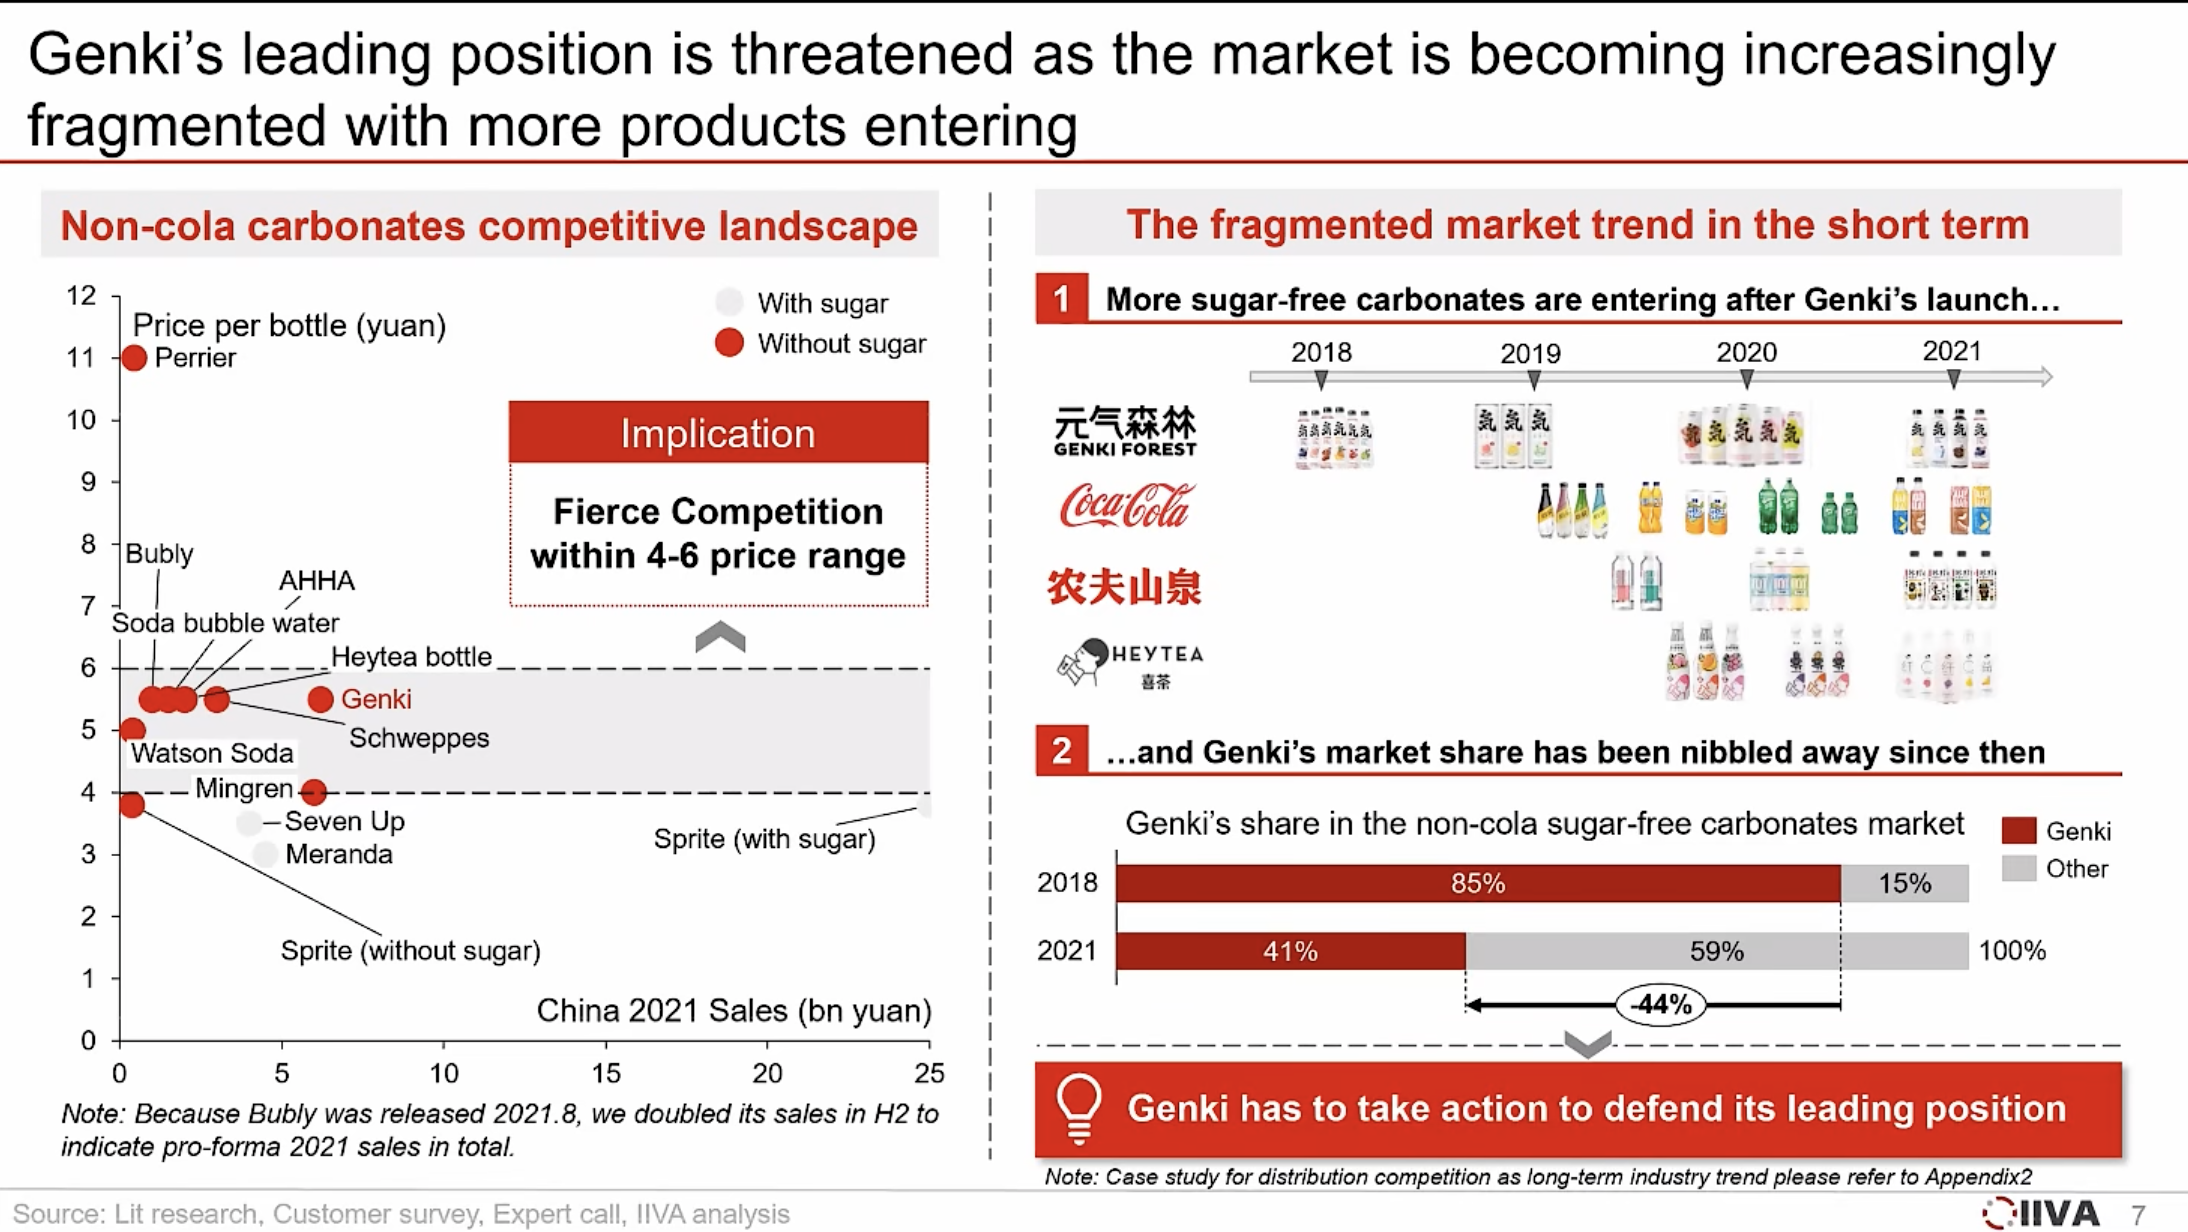 Genki's leading position is threatened as the market is becoming increasingly
fragmented with more products entering
Non-cola carbonates competitive landscape
12
11
10
9
8
7
6
5
4
3
2
1
0
0
5
10
15
20
25
Price per bottle (yuan)
With sugar
Without sugar
Perrier
Implication
Fierce Competition
within 4-6 price range
Bubly
AHHA
Soda bubble water
Heytea bottle
Genki
Schweppes
Watson Soda
Mingren
Seven Up
Meranda
Sprite (with sugar)
Sprite (without sugar)
China 2021 Sales (bn yuan)
Note: Because Bubly was released 2021.8, we doubled its sales in H2 to
indicate pro-forma 2021 sales in total.
The fragmented market trend in the short term
1 More sugar-free carbonates are entering after Genki's launch...
2018 2019 2020 2021
元气森林
GENKI FOREST
Coca-Cola
农夫山泉
HEYTEA
喜茶
2 ...and Genki's market share has been nibbled away since then
Genki's share in the non-cola sugar-free carbonates market
Genki
Other
2018 85% 15%
2021 41% 59% 100%
-44%
Genki has to take action to defend its leading position
Note: Case study for distribution competition as long-term industry trend please refer to Appendix2
Source: Lit research, Customer survey, Expert call, IIVA analysis
IIVA 7